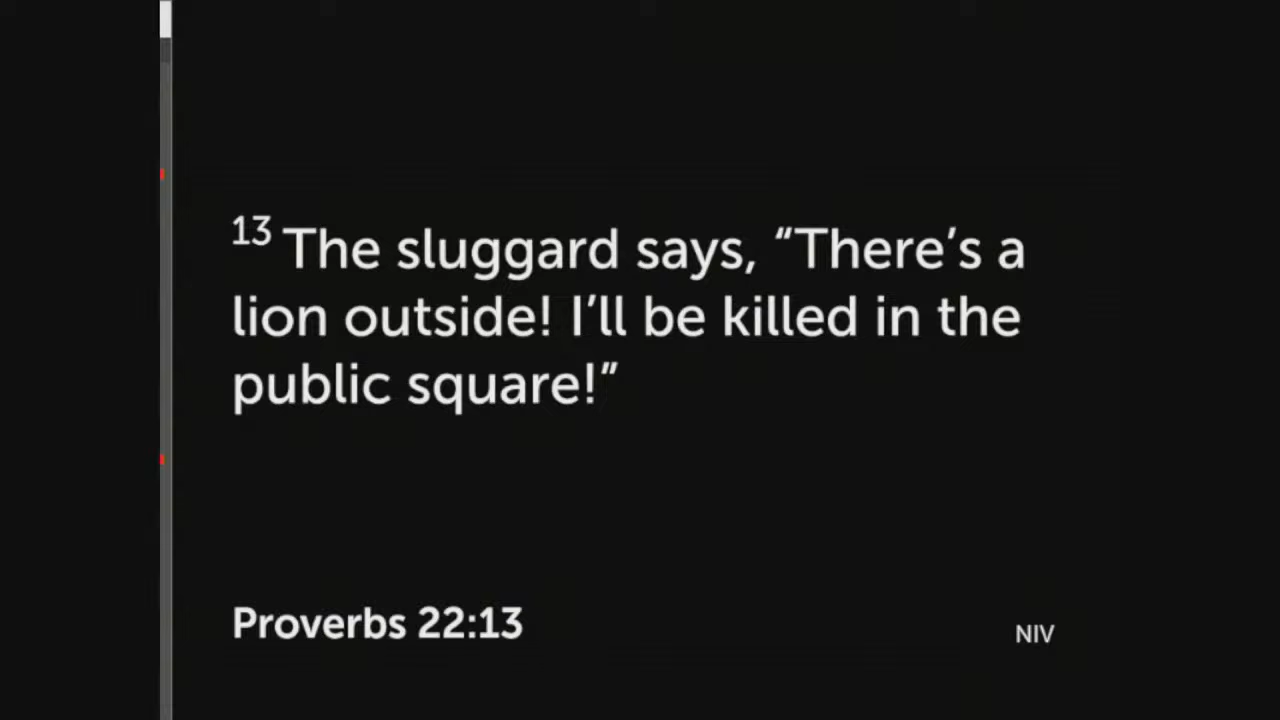 13 The sluggard says, “There’s a
lion outside! I’ll be killed in the
public square!”
Proverbs 22:13
NIV